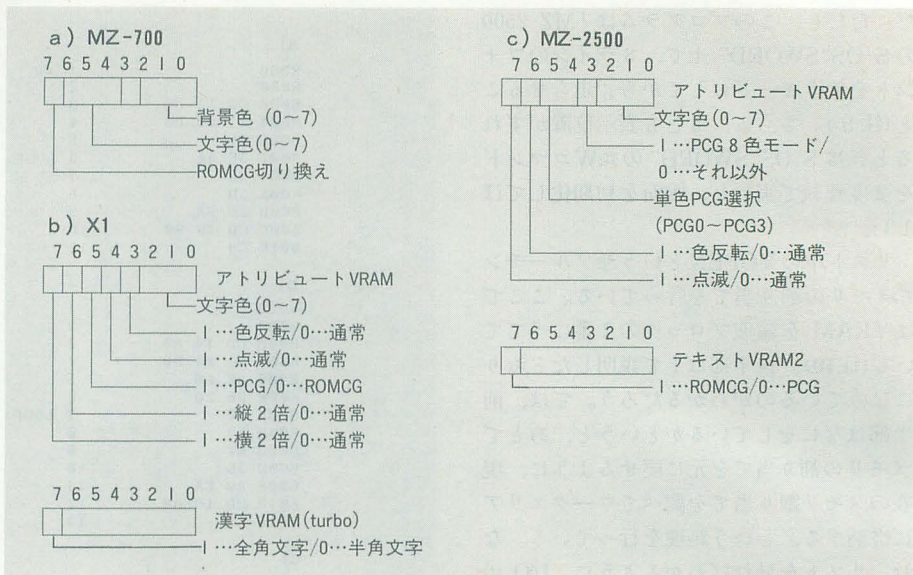 a) MZ-700
7 6 5 4 3 2 1 0
背景色(0～7)
文字色(0～7)
ROMCG切り換え
b) X1
7 6 5 4 3 2 1 0
アトリビュートVRAM
文字色(0～7)
1…色反転/0…通常
1…点滅/0…通常
1…PCG/0…ROMCG
1…縦2倍/0…通常
1…横2倍/0…通常
7 6 5 4 3 2 1 0
漢字VRAM(turbo)
1…全角文字/0…半角文字
c) MZ-2500
7 6 5 4 3 2 1 0
アトリビュートVRAM
文字色(0～7)
1…PCG8色モード/
0…それ以外
単色PCG選択
(PCG0～PCG3)
1…色反転/0…通常
1…点滅/0…通常
7 6 5 4 3 2 1 0
テキストVRAM2
1…ROMCG/0…PCG